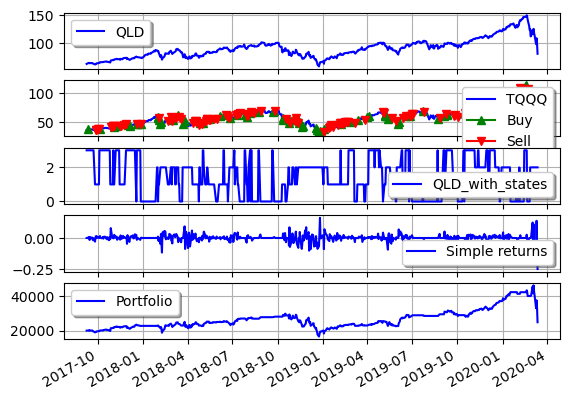 150
QLD
100
100
TQQQ
Buy
50
Sell
2
QLD_with_states
0
0.00
Simple returns
−0.25
40000
Portfolio
20000
2017-10 2018-01 2018-04 2018-07 2018-10 2019-01 2019-04 2019-07 2019-10 2020-01 2020-04